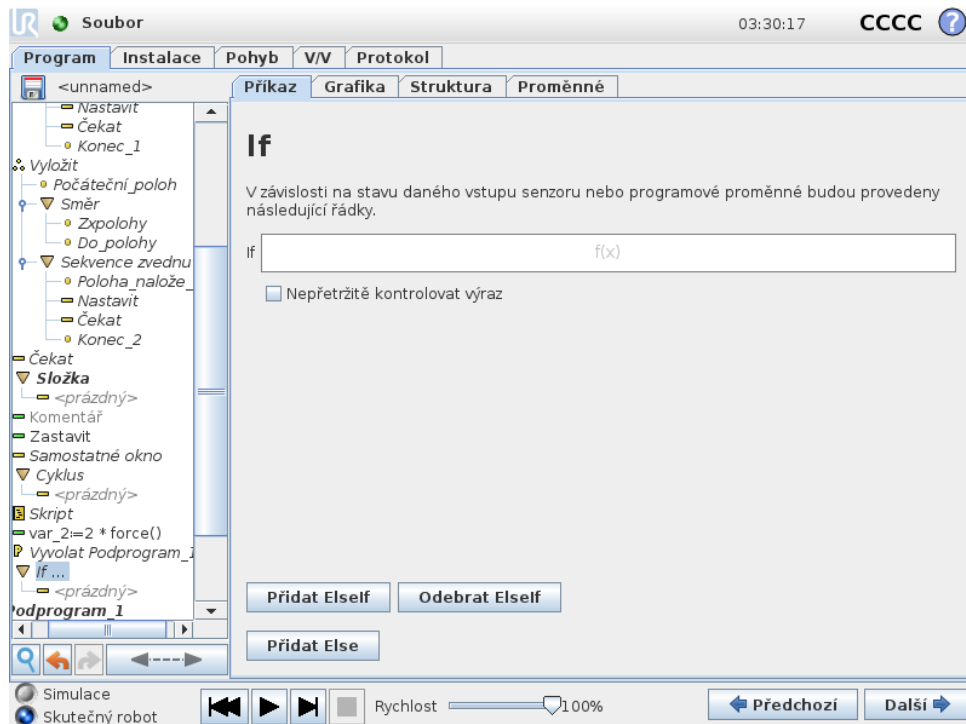 UR Soubor 03:30:17 CCCC ?
Program Instalace Pohyb V/V Protokol
<unnamed>
Příkaz Grafika Struktura Proměnné
Nastavit
Čekat
Konec_1
Vyložit
Počáteční_poloh
Směr
Zxpolohy
Do_polohy
Sekvence zvednu
Poloha_nalože_
Nastavit
Čekat
Konec_2
Čekat
Složka
<prázdný>
Komentář
Zastavit
Samostatné okno
Cyklus
<prázdný>
Skript
var_2:=2 * force()
Vyvolat Podprogram_1
If ...
<prázdný>
Podprogram_1
If
V závislosti na stavu daného vstupu senzoru nebo programové proměnné budou provedeny
následující řádky.
If f(x)
Nepřetržitě kontrolovat výraz
Přidat ElseIf Odebrat ElseIf
Přidat Else
Simulace
Skutečný robot
Rychlost 100%
Předchozí Další